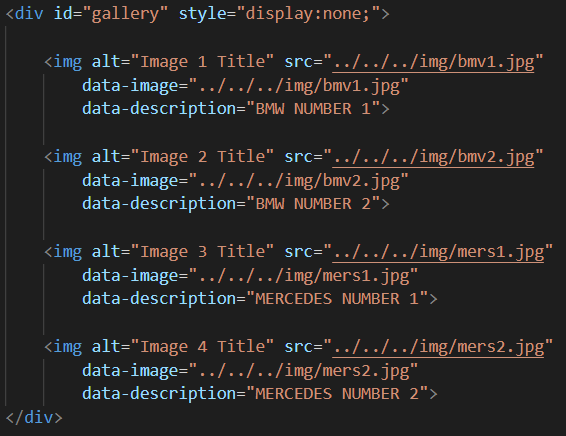 <div id="gallery" style="display:none;">
<img alt="Image 1 Title" src="../../../img/bmv1.jpg"
data-image="../../../img/bmv1.jpg"
data-description="BMW NUMBER 1">
<img alt="Image 2 Title" src="../../../img/bmv2.jpg"
data-image="../../../img/bmv2.jpg"
data-description="BMW NUMBER 2">
<img alt="Image 3 Title" src="../../../img/mers1.jpg"
data-image="../../../img/mers1.jpg"
data-description="MERCEDES NUMBER 1">
<img alt="Image 4 Title" src="../../../img/mers2.jpg"
data-image="../../../img/mers2.jpg"
data-description="MERCEDES NUMBER 2">
</div>